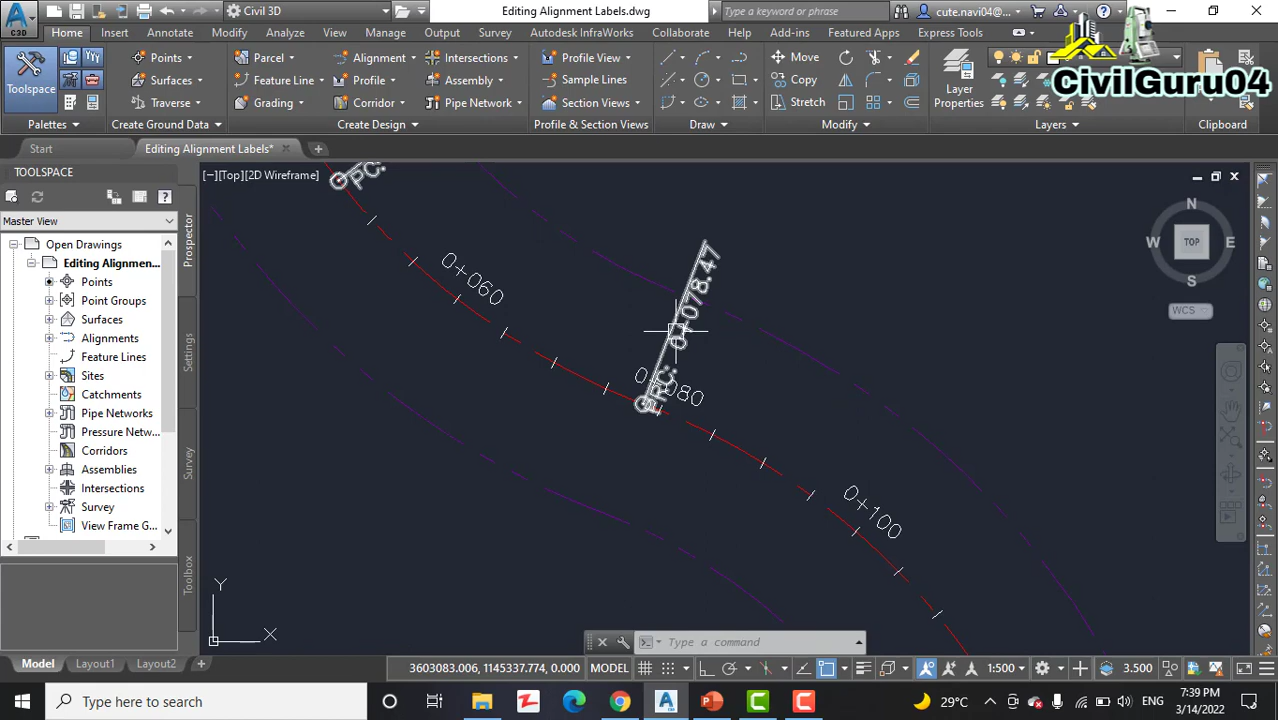 Civil 3D
Editing Alignment Labels.dwg
Type a keyword or phrase
cute.navi04@...
C3D
Home Insert Annotate Modify Analyze View Manage Output Survey Autodesk InfraWorks Collaborate Help Add-ins Featured Apps Express Tools
CivilGuru04
Toolspace
Points
Surfaces
Traverse
Parcel
Feature Line
Grading
Alignment
Profile
Corridor
Intersections
Assembly
Pipe Network
Profile View
Sample Lines
Section Views
Move
Copy
Stretch
Layer
Properties
Paste
Palettes Create Ground Data Create Design Profile & Section Views Draw Modify Layers Clipboard
Start Editing Alignment Labels*
TOOLSPACE
Master View
Open Drawings
Editing Alignmen...
Points
Point Groups
Surfaces
Alignments
Feature Lines
Sites
Catchments
Pipe Networks
Pressure Netw...
Corridors
Assemblies
Intersections
Survey
View Frame G...
Prospector
Settings
Survey
Toolbox
[−][Top][2D Wireframe]
PC:
0+060
0+078.47
0+080
0+100
N
W TOP E
S
WCS
Y
X
Type a command
Model Layout1 Layout2
3603083.006, 1145337.774, 0.000 MODEL 1:500 3.500
Type here to search
29°C ENG 7:39 PM
3/14/2022